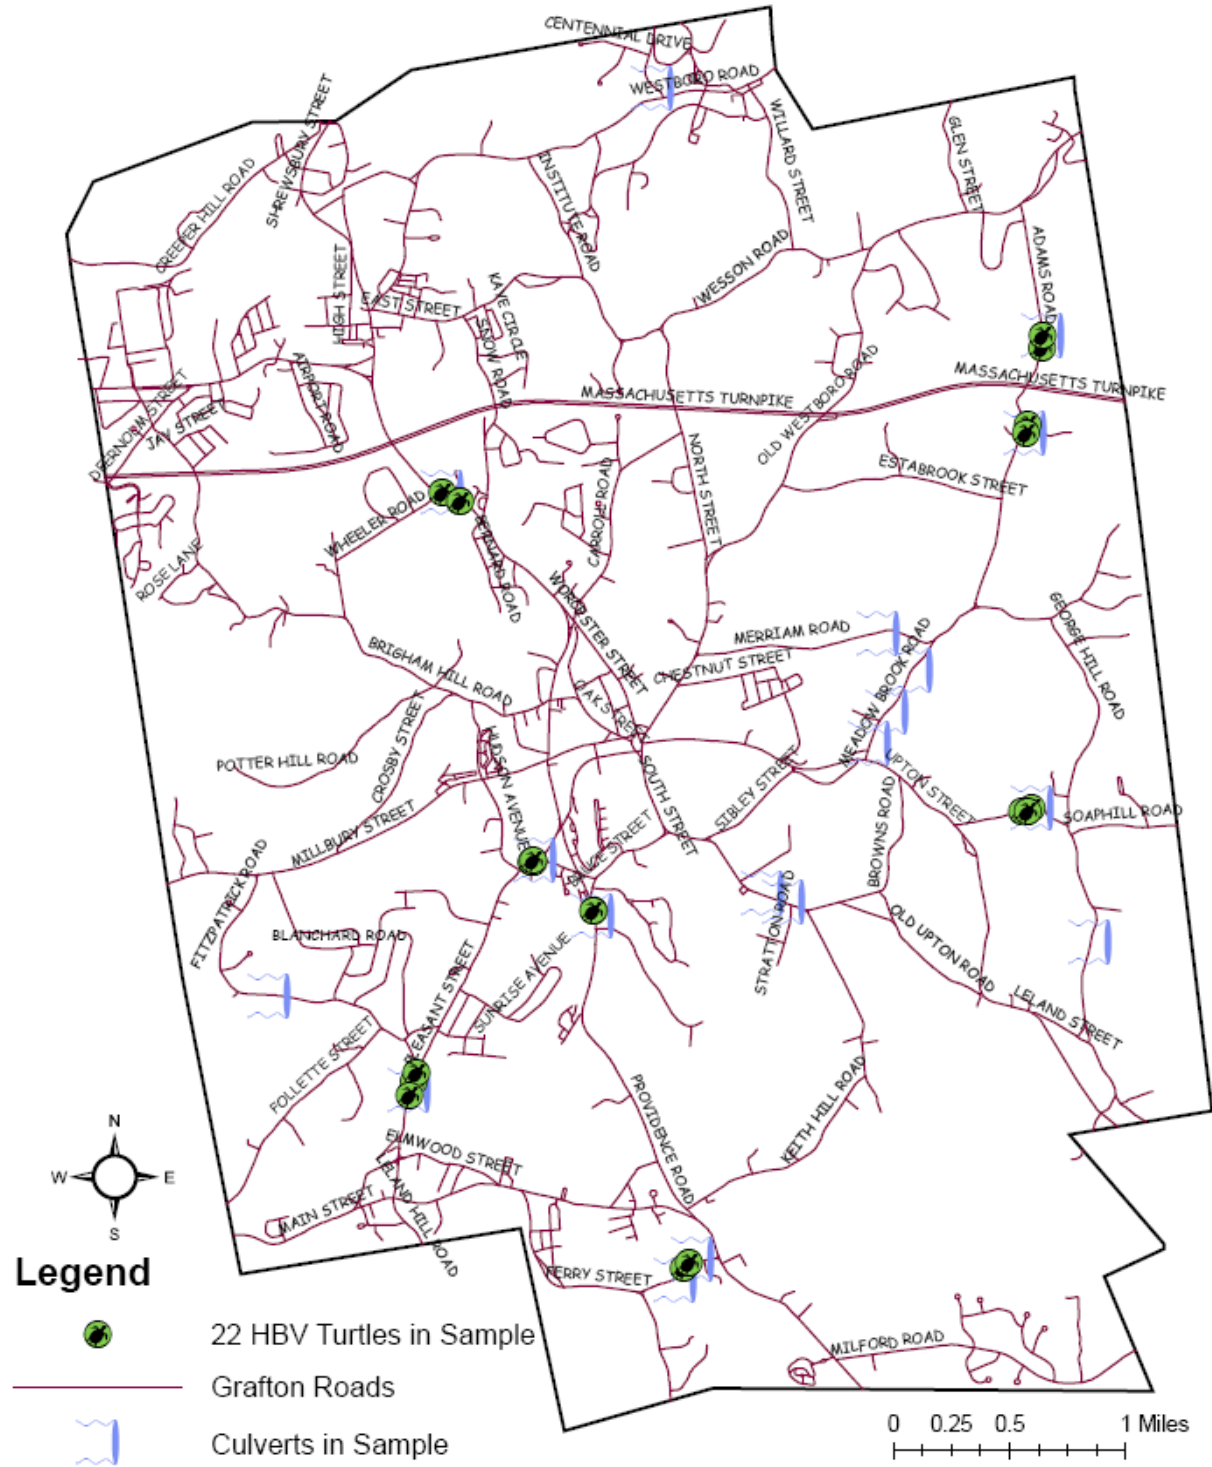 CENTENNIAL DRIVE
WESTBORO ROAD
WILLARD STREET
GLEN STREET
SHREWSBURY STREET
CREEPER HILL ROAD
INSTITUTE ROAD
ADAMS ROAD
WESSON ROAD
HIGH STREET
EAST STREET
KAYE CIRCLE
SNOW ROAD
AIRPORT ROAD
MASSACHUSETTS TURNPIKE
MASSACHUSETTS TURNPIKE
OLD WESTBORO ROAD
JAY STREET
ESTABROOK STREET
NORTH STREET
CARROLL ROAD
WHEELER ROAD
BERNARD ROAD
ROSE LANE
WORCESTER STREET
GEORGE HILL ROAD
MERRIAM ROAD
CHESTNUT STREET
BRIGHAM HILL ROAD
OAK STREET
MEADOW BROOK ROAD
POTTER HILL ROAD
CROSBY STREET
HUDSON AVENUE
SOUTH STREET
SIBLEY STREET
UPTON STREET
BROWNS ROAD
SOAPHILL ROAD
MILLBURY STREET
FITZPATRICK ROAD
BLANCHARD ROAD
STRATTON ROAD
OLD UPTON ROAD
LELAND STREET
PLEASANT STREET
SUNRISE AVENUE
FOLLETTE STREET
PROVIDENCE ROAD
KEITH HILL ROAD
ELMWOOD STREET
LELAND HILL ROAD
MAIN STREET
FERRY STREET
MILFORD ROAD
N
W
E
S
Legend
22 HBV Turtles in Sample
Grafton Roads
Culverts in Sample
0 0.25 0.5 1 Miles